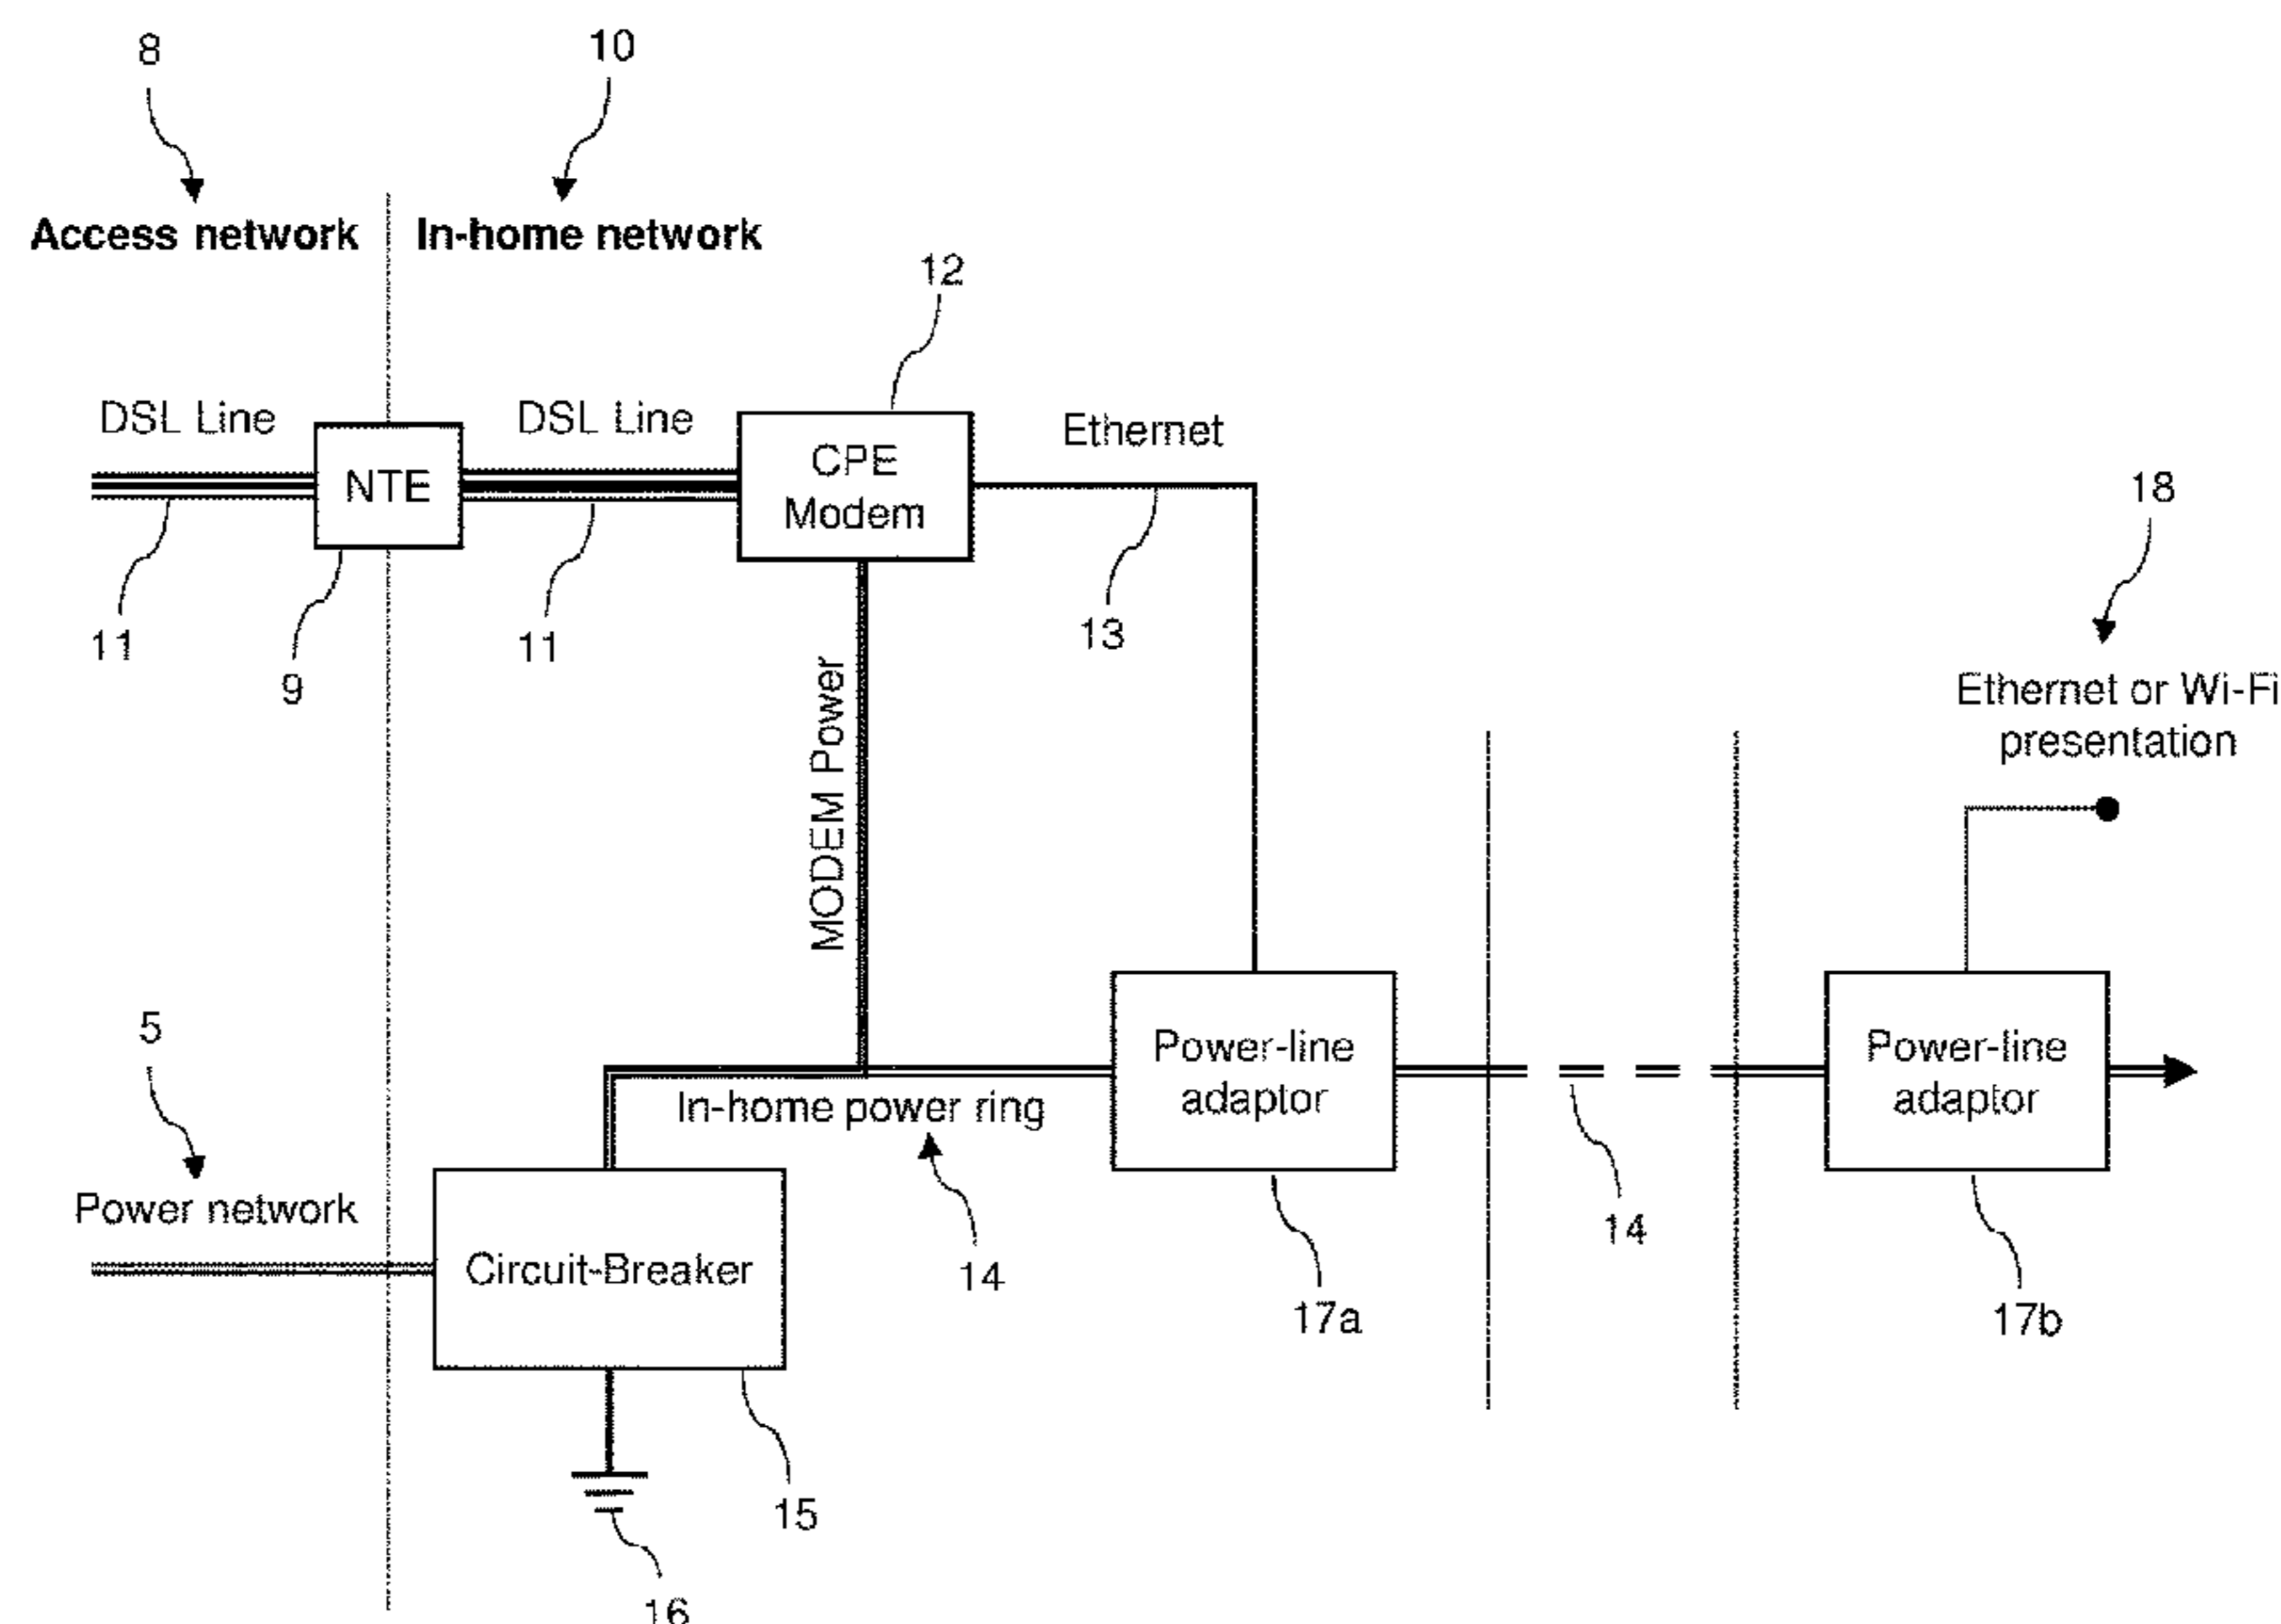 8
10
Access network
In-home network
12
DSL Line
DSL Line
Ethernet
NTE
CPE
Modem
18
11
9
11
13
Ethernet or Wi-Fi
presentation
MODEM Power
5
Power-line
adaptor
Power-line
adaptor
In-home power ring
Power network
14
14
Circuit-Breaker
17a
17b
15
16